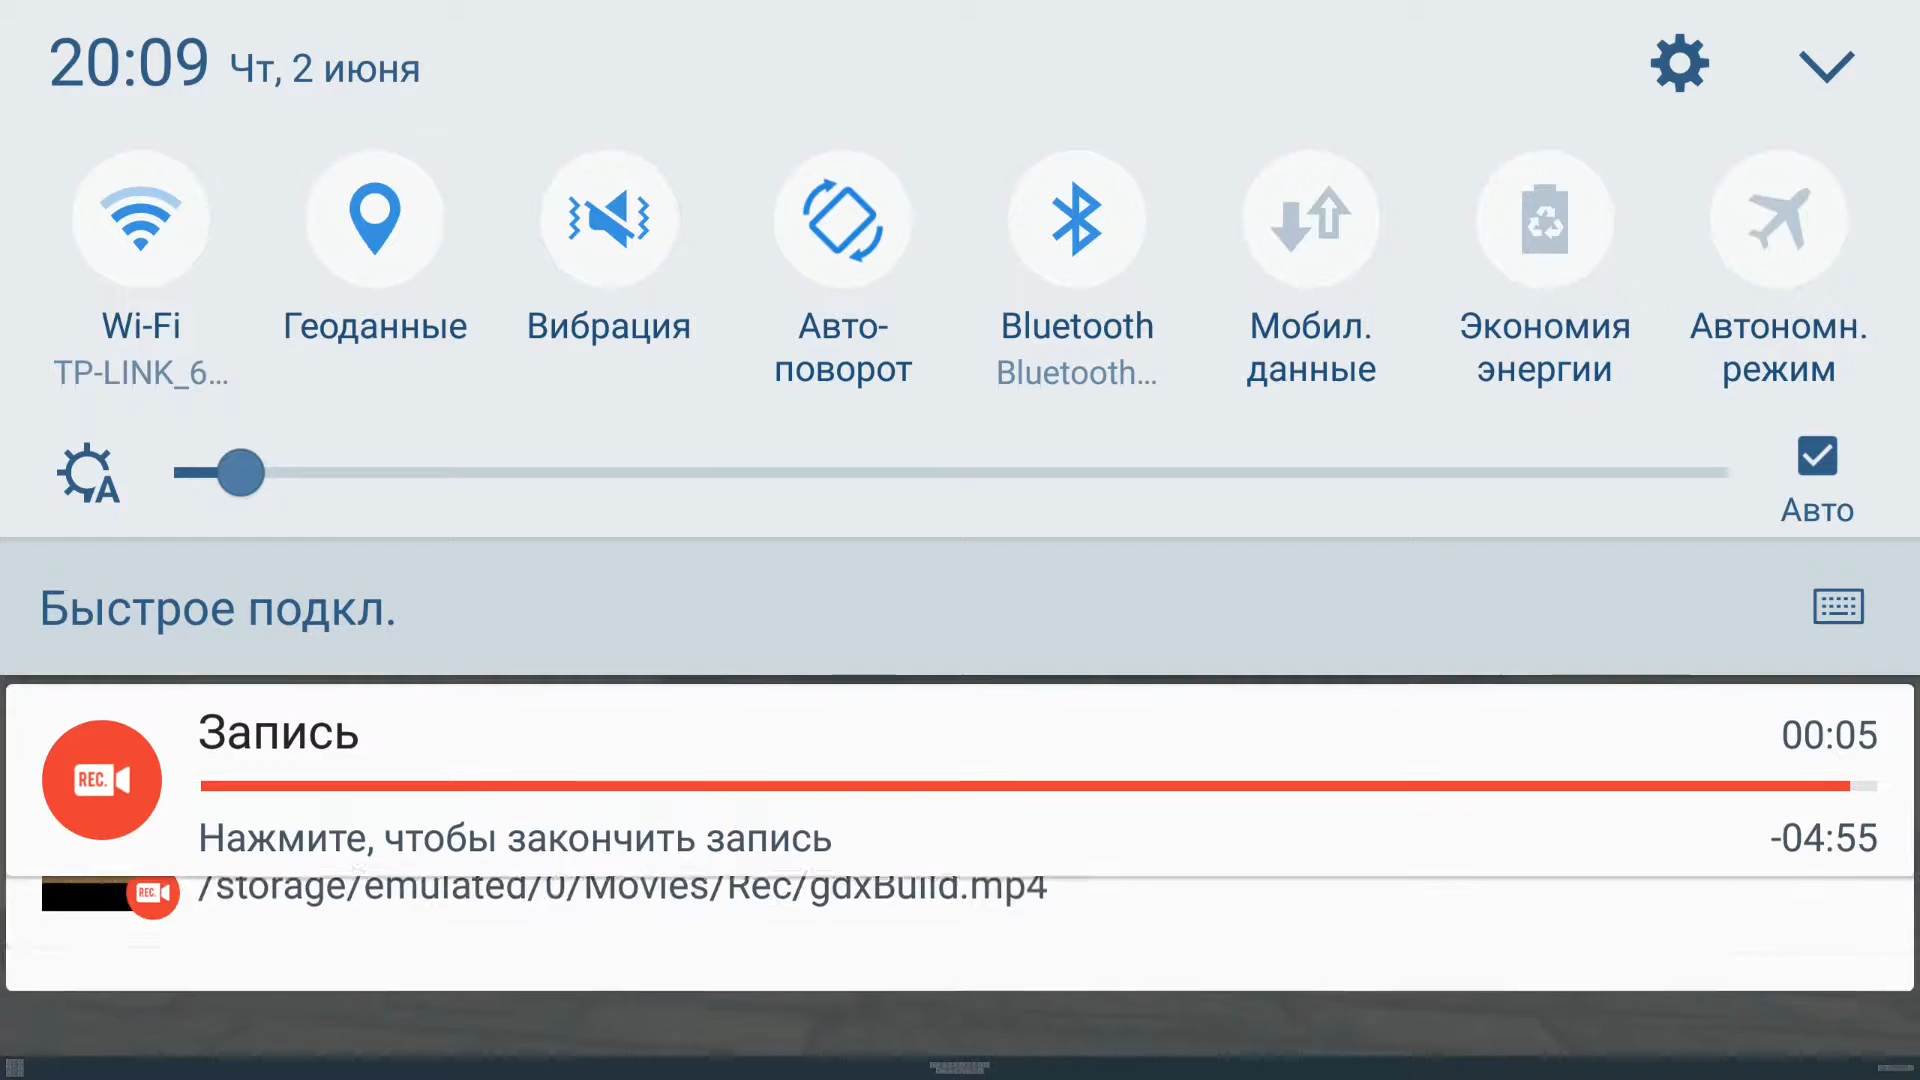 20:09 Чт, 2 июня
Wi-Fi
TP-LINK_6...
Геоданные
Вибрация
Авто-
поворот
Bluetooth
Bluetooth...
Мобил.
данные
Экономия
энергии
Автономн.
режим
A
Авто
Быстрое подкл.
REC.
Запись
00:05
Нажмите, чтобы закончить запись
-04:55
REC.
/storage/emulated/0/Movies/Rec/gdxBuild.mp4